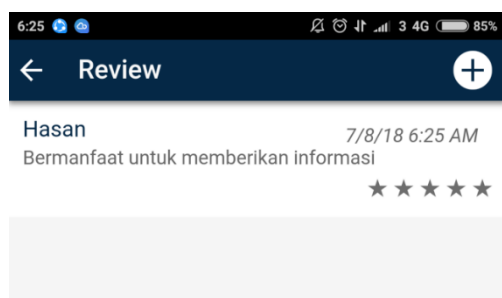 6:25 3 4G 85%
Review
Hasan
7/8/18 6:25 AM
Bermanfaat untuk memberikan informasi